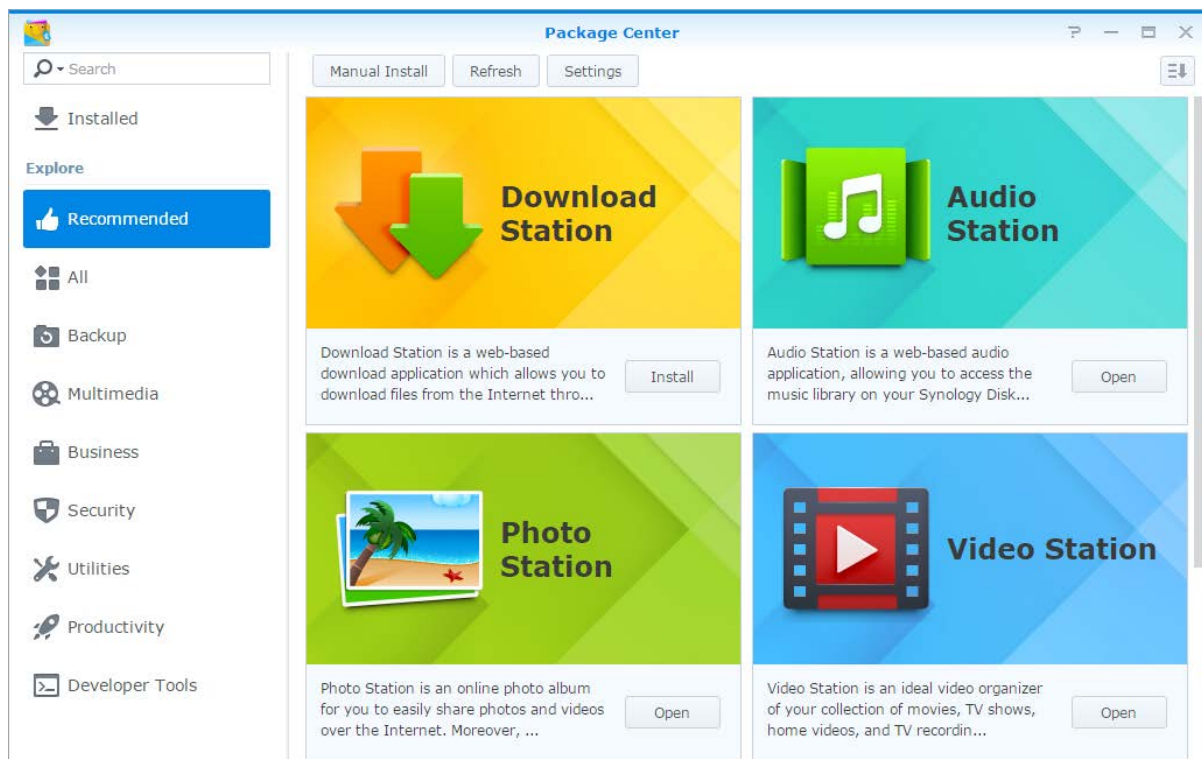 Package Center
Search
Manual Install
Refresh
Settings
Installed
Explore
Recommended
All
Backup
Multimedia
Business
Security
Utilities
Productivity
Developer Tools
Download
Station
Download Station is a web-based
download application which allows you to
download files from the Internet thro...
Install
Audio
Station
Audio Station is a web-based audio
application, allowing you to access the
music library on your Synology Disk...
Open
Photo
Station
Photo Station is an online photo album
for you to easily share photos and videos
over the Internet. Moreover, ...
Open
Video Station
Video Station is an ideal video organizer
of your collection of movies, TV shows,
home videos, and TV recordin...
Open